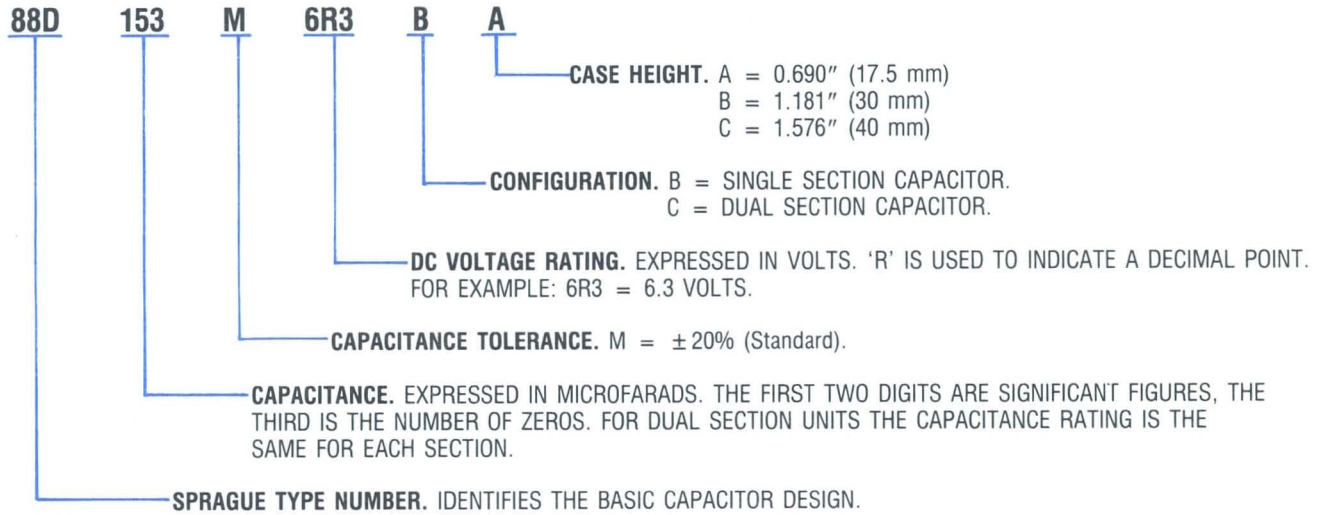 88D 153 M 6R3 B A
CASE HEIGHT. A = 0.690" (17.5 mm)
B = 1.181" (30 mm)
C = 1.576" (40 mm)
CONFIGURATION. B = SINGLE SECTION CAPACITOR.
C = DUAL SECTION CAPACITOR.
DC VOLTAGE RATING. EXPRESSED IN VOLTS. 'R' IS USED TO INDICATE A DECIMAL POINT.
FOR EXAMPLE: 6R3 = 6.3 VOLTS.
CAPACITANCE TOLERANCE. M = ±20% (Standard).
CAPACITANCE. EXPRESSED IN MICROFARADS. THE FIRST TWO DIGITS ARE SIGNIFICANT FIGURES, THE
THIRD IS THE NUMBER OF ZEROS. FOR DUAL SECTION UNITS THE CAPACITANCE RATING IS THE
SAME FOR EACH SECTION.
SPRAGUE TYPE NUMBER. IDENTIFIES THE BASIC CAPACITOR DESIGN.